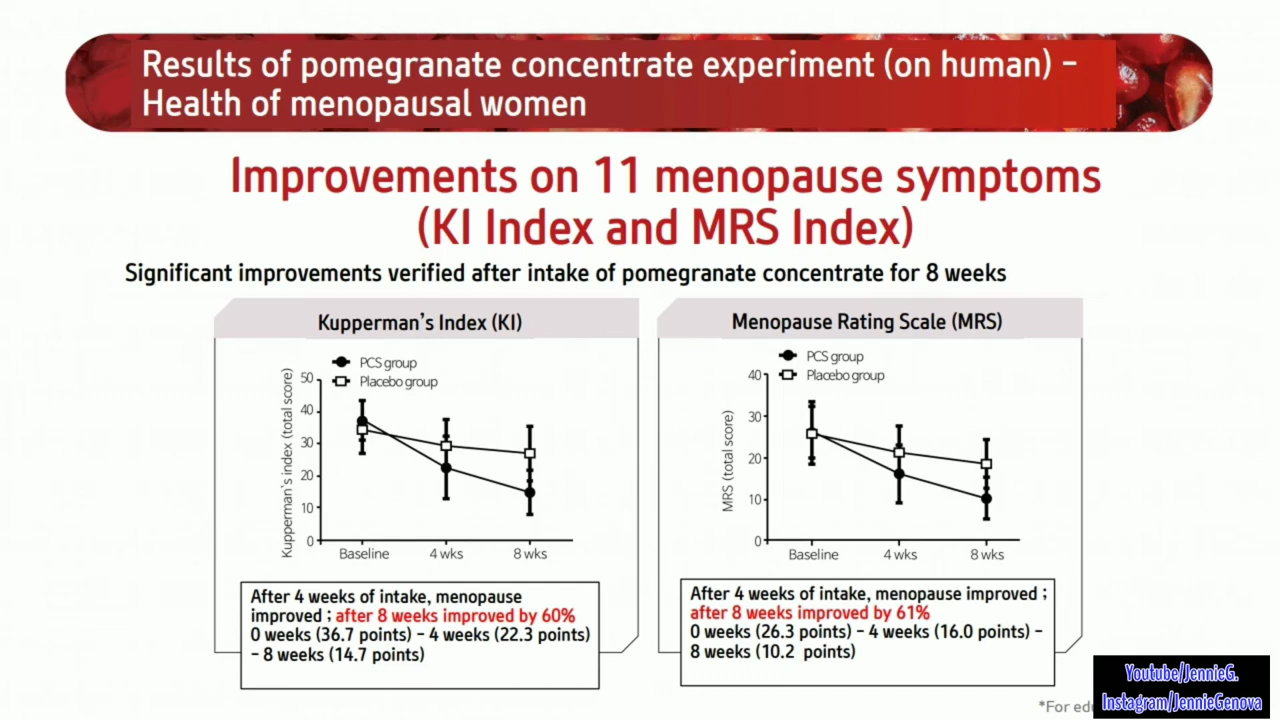 Results of pomegranate concentrate experiment (on human) –
Health of menopausal women
Improvements on 11 menopause symptoms
(KI Index and MRS Index)
Significant improvements verified after intake of pomegranate concentrate for 8 weeks
Kupperman's Index (KI)
PCS group
Placebo group
Kupperman's index (total score)
50
40
30
20
10
0
Baseline
4 wks
8 wks
After 4 weeks of intake, menopause
improved ; after 8 weeks improved by 60%
0 weeks (36.7 points) – 4 weeks (22.3 points)
– 8 weeks (14.7 points)
Menopause Rating Scale (MRS)
PCS group
Placebo group
MRS (total score)
40
30
20
10
0
Baseline
4 wks
8 wks
After 4 weeks of intake, menopause improved ;
after 8 weeks improved by 61%
0 weeks (26.3 points) – 4 weeks (16.0 points) –
8 weeks (10.2 points)
*For
Youtube/JennieG.
Instagram/JennieGenova